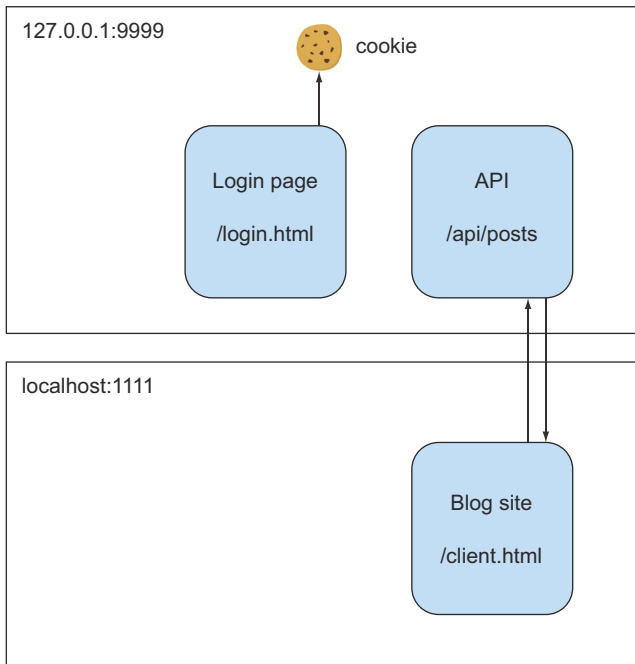 127.0.0.1:9999
cookie
Login page
/login.html
API
/api/posts
localhost:1111
Blog site
/client.html